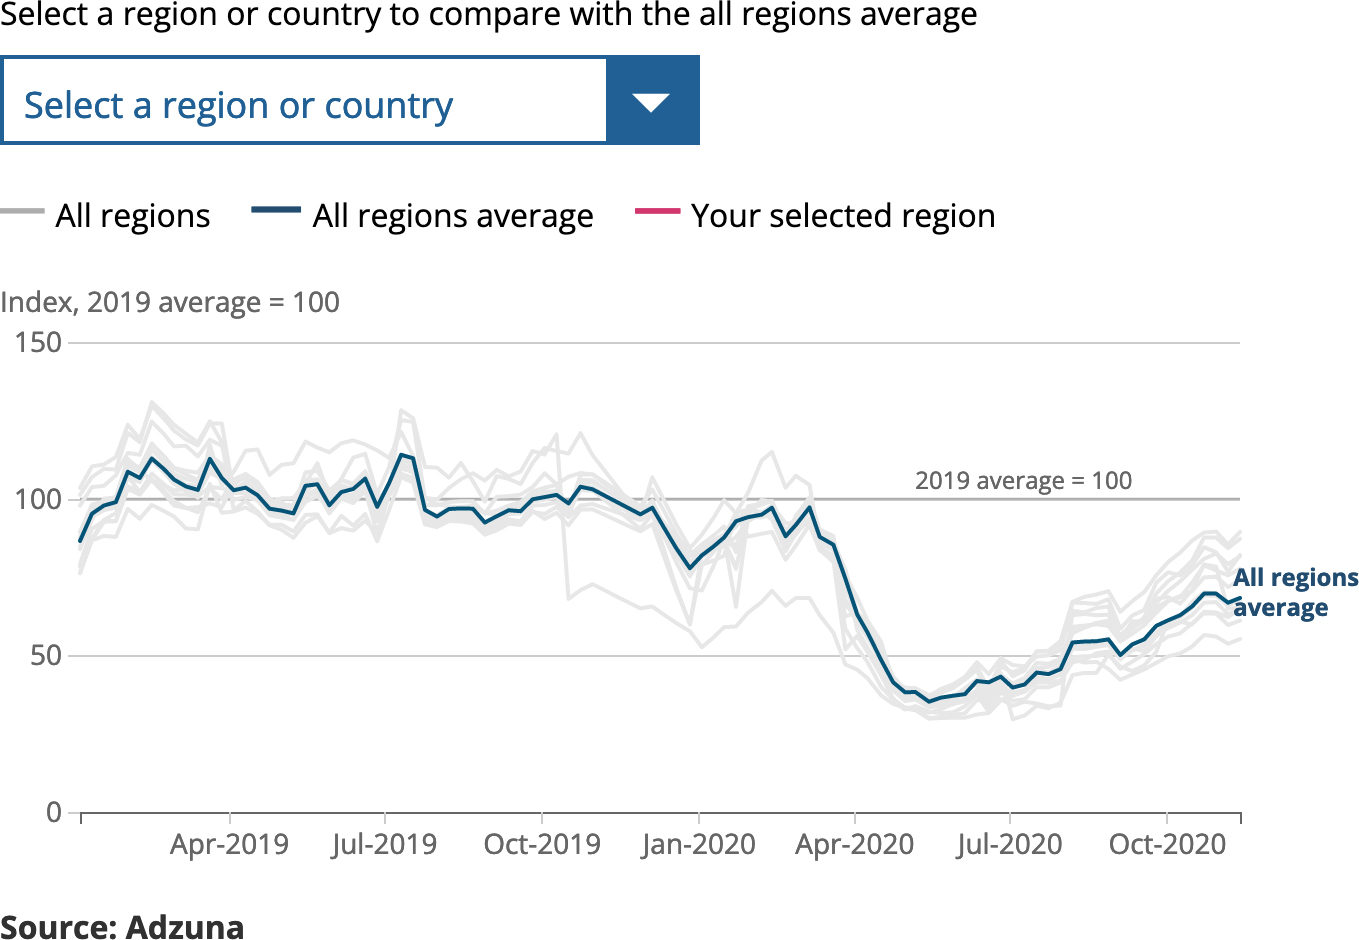 Select a region or country to compare with the all regions average
Select a region or country
All regions
All regions average
Your selected region
Index, 2019 average = 100
150
100
50
0
2019 average = 100
All regions
average
Apr-2019
Jul-2019
Oct-2019
Jan-2020
Apr-2020
Jul-2020
Oct-2020
Source: Adzuna